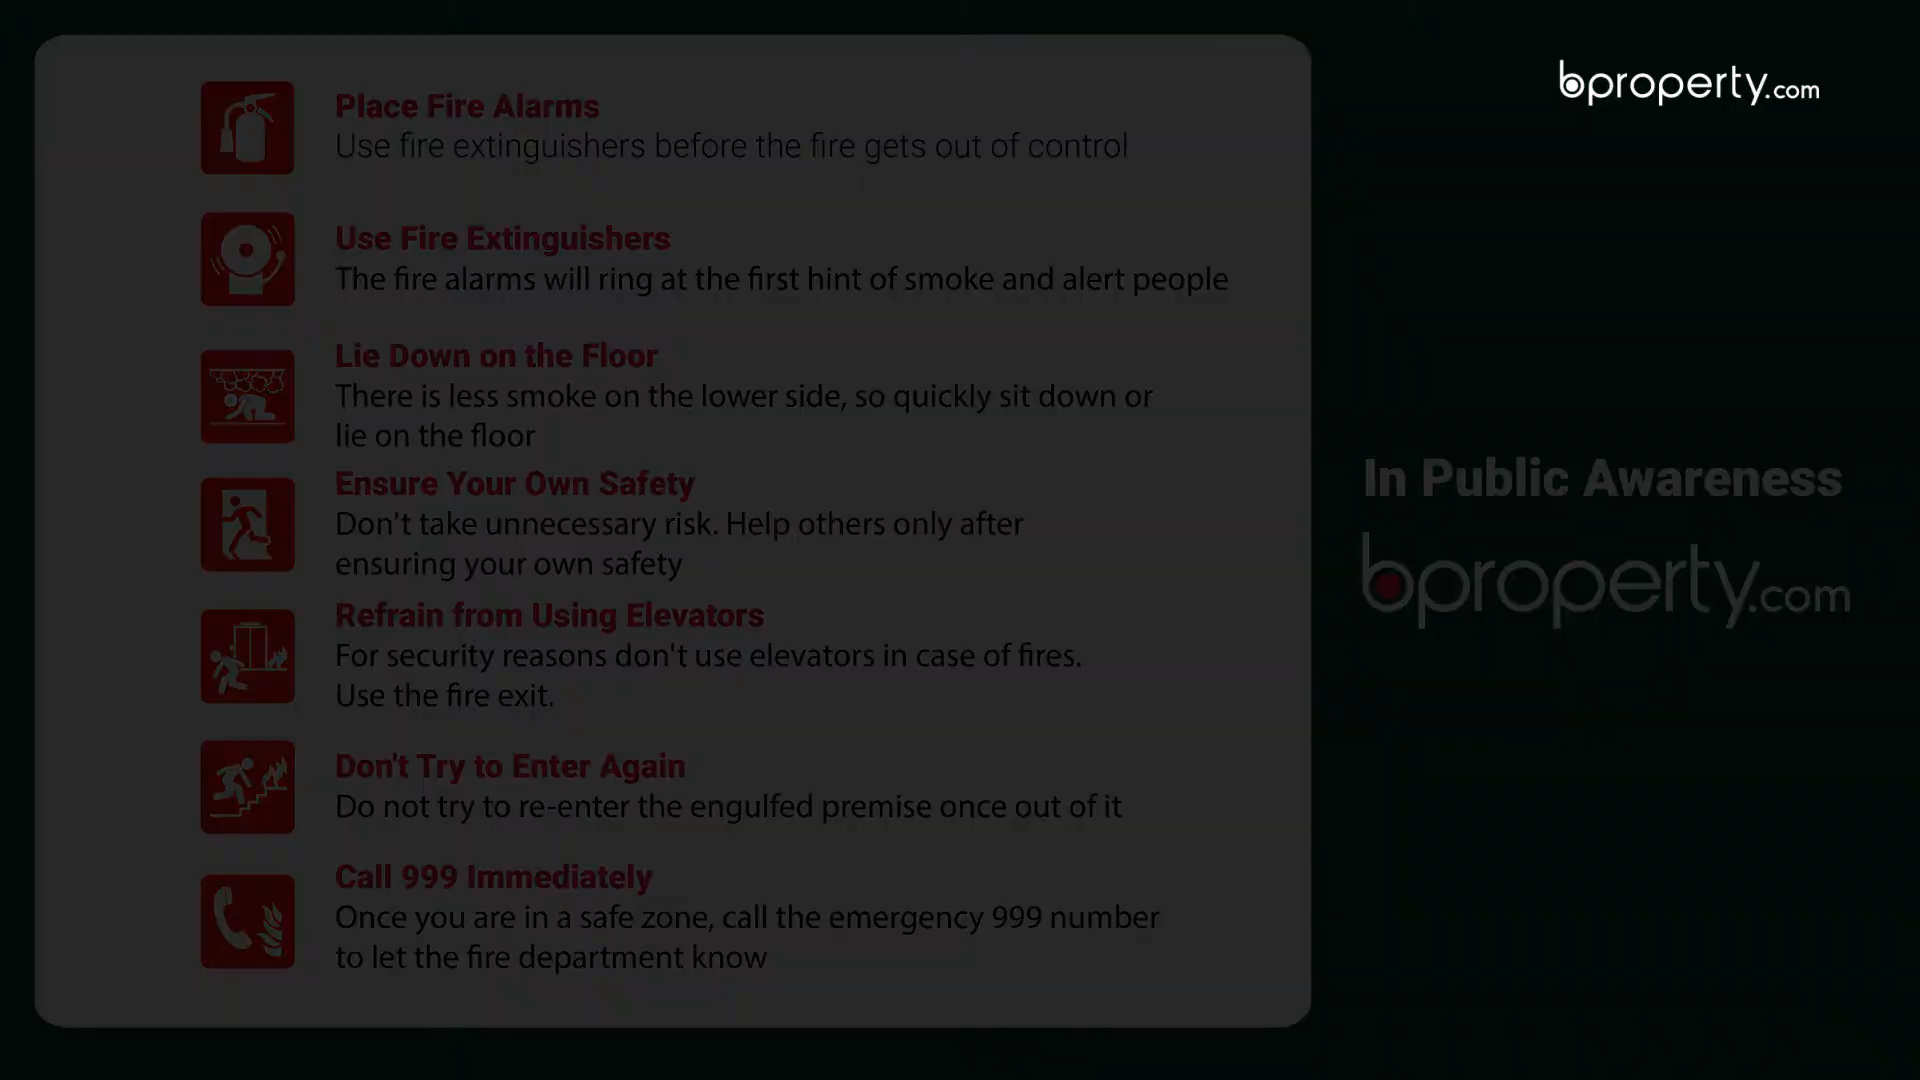 bproperty.com
Place Fire Alarms
Use fire extinguishers before the fire gets out of control
Use Fire Extinguishers
The fire alarms will ring at the first hint of smoke and alert people
Lie Down on the Floor
There is less smoke on the lower side, so quickly sit down or
lie on the floor
Ensure Your Own Safety
Don't take unnecessary risk. Help others only after
ensuring your own safety
Refrain from Using Elevators
For security reasons don't use elevators in case of fires.
Use the fire exit.
Don't Try to Enter Again
Do not try to re-enter the engulfed premise once out of it
Call 999 Immediately
Once you are in a safe zone, call the emergency 999 number
to let the fire department know
In Public Awareness
bproperty.com